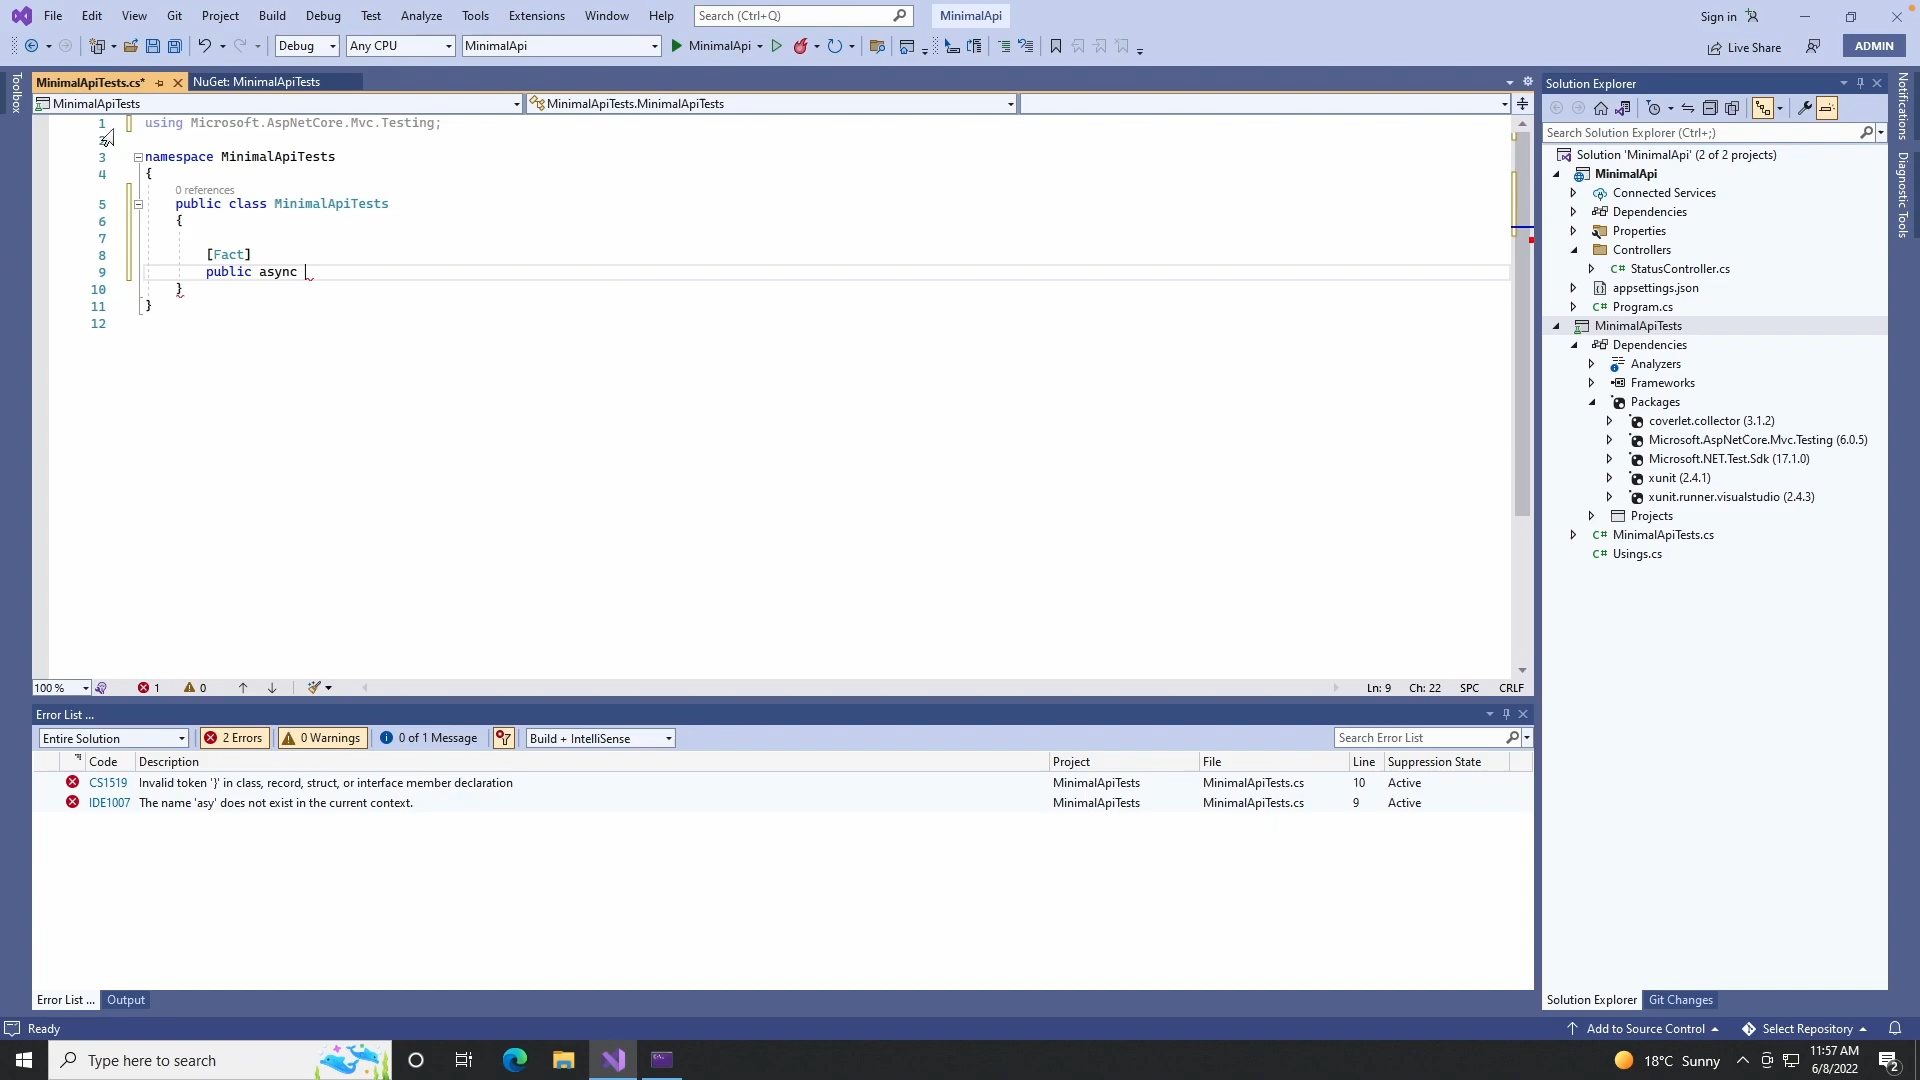 File Edit View Git Project Build Debug Test Analyze Tools Extensions Window Help Search (Ctrl+Q) MinimalApi Sign in
Debug Any CPU MinimalApi MinimalApi Live Share ADMIN
Toolbox
MinimalApiTests.cs* NuGet: MinimalApiTests
MinimalApiTests MinimalApiTests.MinimalApiTests
1 using Microsoft.AspNetCore.Mvc.Testing;
2
3 namespace MinimalApiTests
4 {
0 references
5 public class MinimalApiTests
6 {
7
8 [Fact]
9 public async
10 }
11 }
12
100 % 1 0 Ln: 9 Ch: 22 SPC CRLF
Error List ...
Entire Solution 2 Errors 0 Warnings 0 of 1 Message Build + IntelliSense Search Error List
Code Description Project File Line Suppression State
CS1519 Invalid token '}' in class, record, struct, or interface member declaration MinimalApiTests MinimalApiTests.cs 10 Active
IDE1007 The name 'asy' does not exist in the current context. MinimalApiTests MinimalApiTests.cs 9 Active
Error List ... Output
Solution Explorer
Search Solution Explorer (Ctrl+;)
Solution 'MinimalApi' (2 of 2 projects)
MinimalApi
Connected Services
Dependencies
Properties
Controllers
C# StatusController.cs
appsettings.json
C# Program.cs
MinimalApiTests
Dependencies
Analyzers
Frameworks
Packages
coverlet.collector (3.1.2)
Microsoft.AspNetCore.Mvc.Testing (6.0.5)
Microsoft.NET.Test.Sdk (17.1.0)
xunit (2.4.1)
xunit.runner.visualstudio (2.4.3)
Projects
C# MinimalApiTests.cs
C# Usings.cs
Solution Explorer Git Changes
Notifications
Diagnostic Tools
Ready Add to Source Control Select Repository
Type here to search 18°C Sunny 11:57 AM
6/8/2022 2